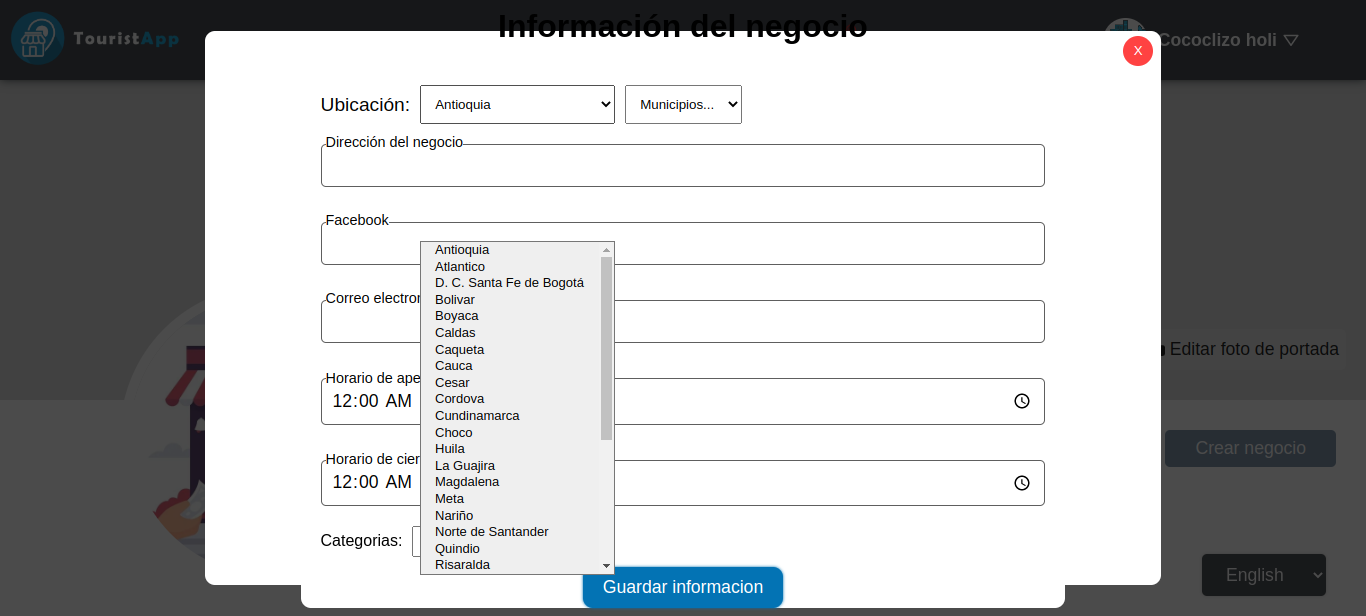 Información del negocio
TouristApp
Cococlizo holi
X
Ubicación: Antioquia Municipios...
Dirección del negocio
Facebook
Antioquia
Atlantico
D. C. Santa Fe de Bogotá
Correo electror
Bolivar
Boyaca
Caldas
Caqueta
Editar foto de portada
Cauca
Horario de ape
Cesar
12:00 AM
Cordova
Cundinamarca
Choco
Huila
Crear negocio
Horario de cier
La Guajira
12:00 AM
Magdalena
Meta
Nariño
Norte de Santander
Categorias:
Quindio
Risaralda
English
Guardar informacion